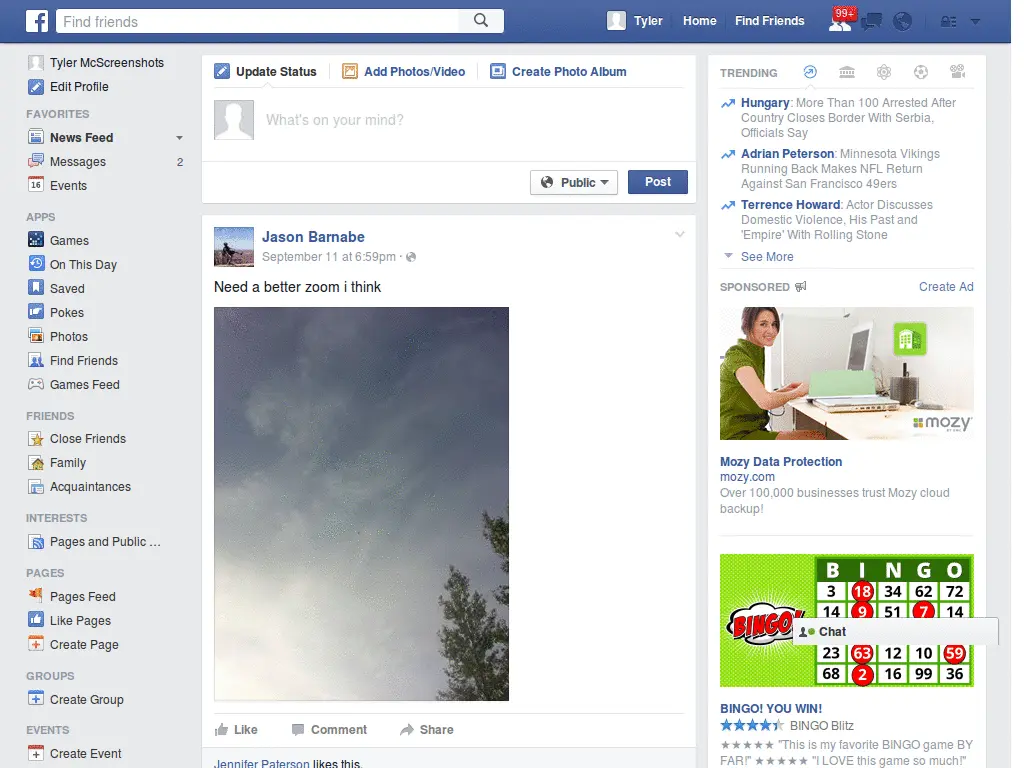 f
Find friends
Tyler
Home
Find Friends
99+
Tyler McScreenshots
Edit Profile
FAVORITES
News Feed
Messages 2
16 Events
APPS
Games
On This Day
Saved
Pokes
Photos
Find Friends
Games Feed
FRIENDS
Close Friends
Family
Acquaintances
INTERESTS
Pages and Public ...
PAGES
Pages Feed
Like Pages
Create Page
GROUPS
Create Group
EVENTS
Create Event
Update Status
Add Photos/Video
Create Photo Album
What's on your mind?
Public
Post
Jason Barnabe
September 11 at 6:59pm ·
Need a better zoom i think
Like
Comment
Share
Jennifer Paterson likes this.
TRENDING
Hungary: More Than 100 Arrested After
Country Closes Border With Serbia,
Officials Say
Adrian Peterson: Minnesota Vikings
Running Back Makes NFL Return
Against San Francisco 49ers
Terrence Howard: Actor Discusses
Domestic Violence, His Past and
'Empire' With Rolling Stone
See More
SPONSORED
Create Ad
mozy
Mozy Data Protection
mozy.com
Over 100,000 businesses trust Mozy cloud
backup!
BINGO!
B I N G O
3 18 34 62 72
14 9 51 7 14
23 63 12 10 59
68 2 16 99 36
Chat
BINGO! YOU WIN!
BINGO Blitz
★★★★★ "This is my favorite BINGO game BY
FAR!" ★★★★★ "I LOVE this game so much!"